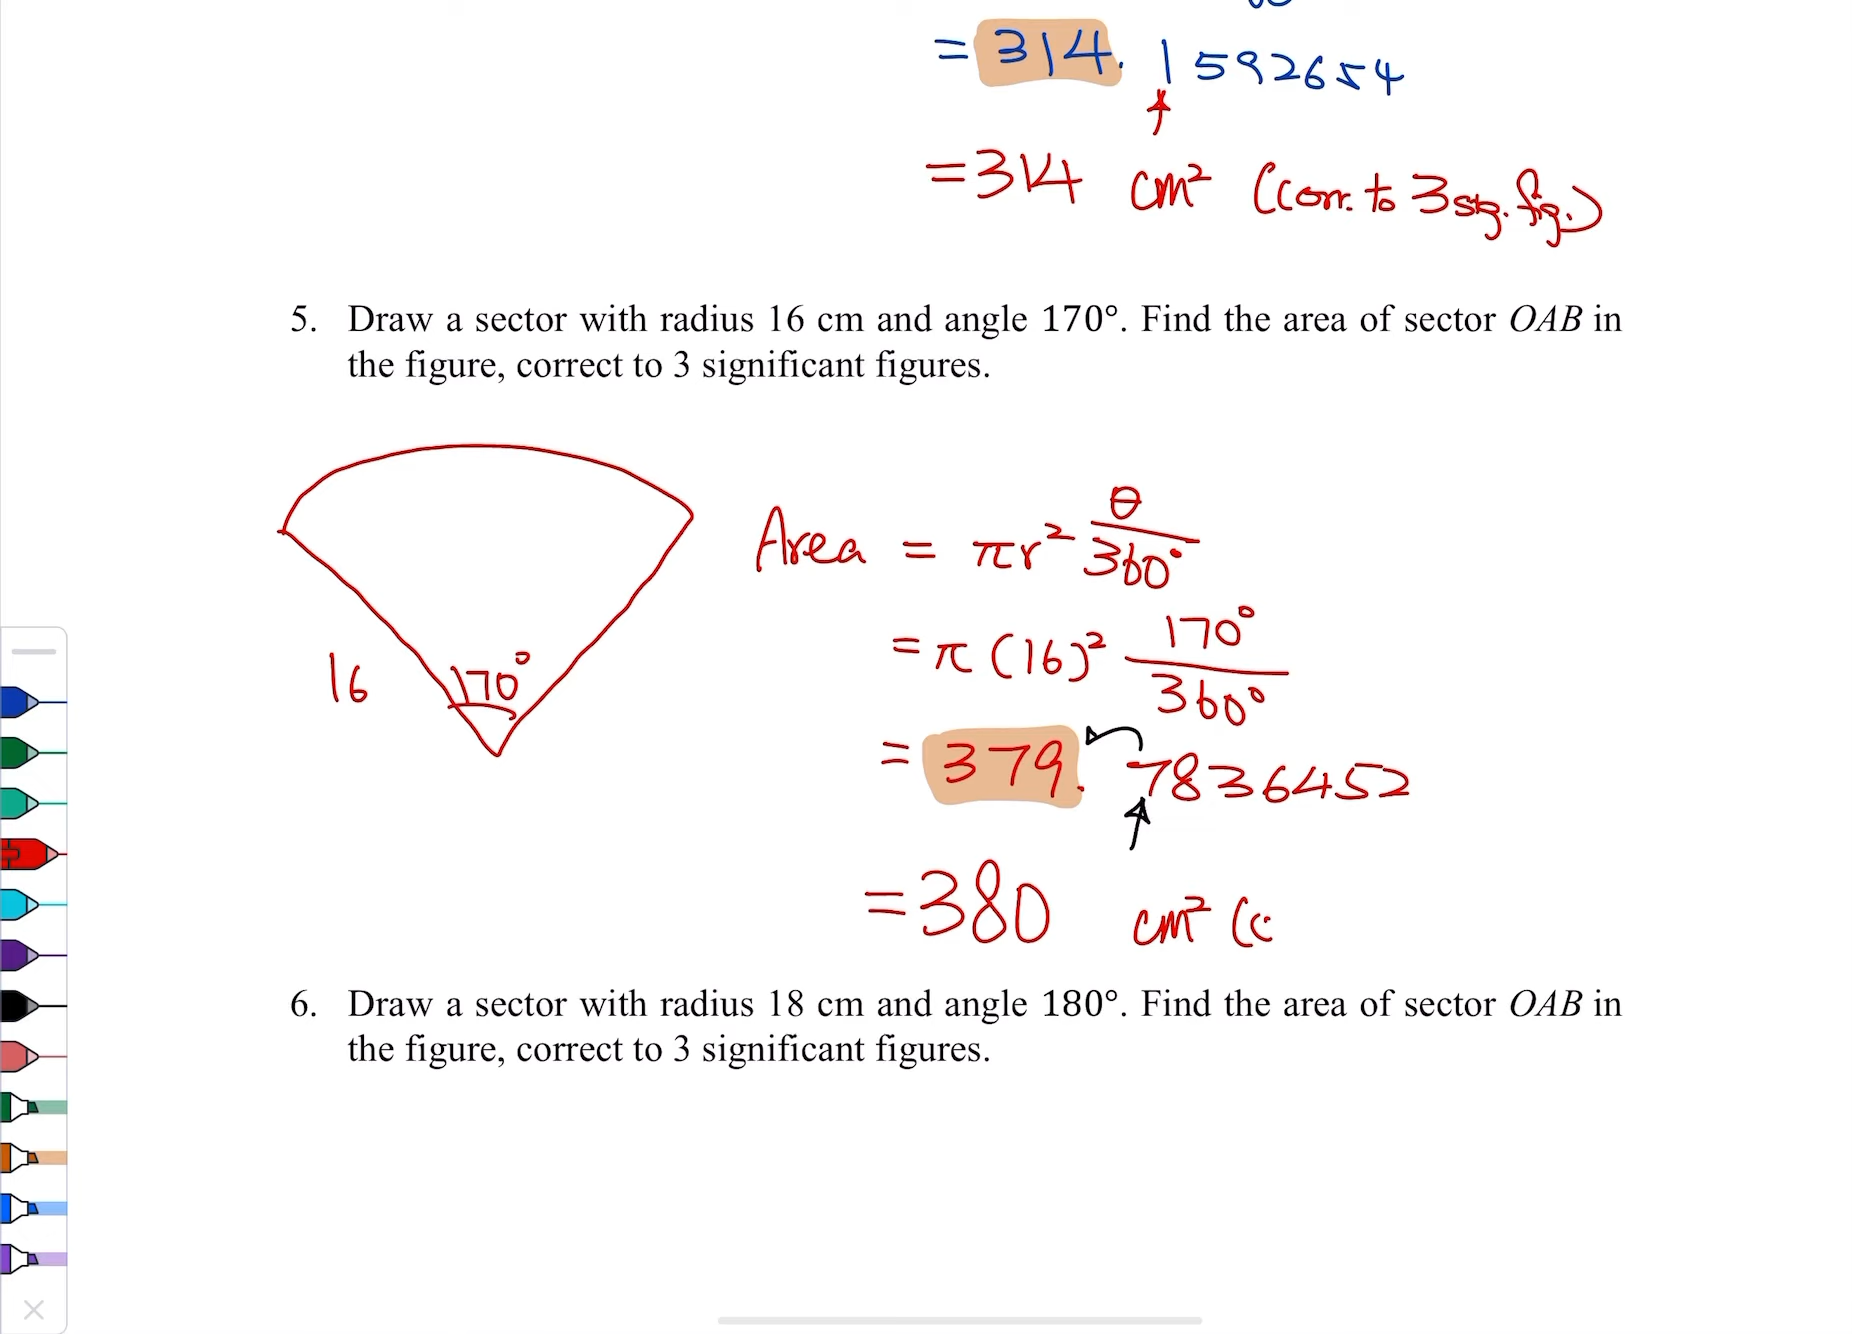 = 314.1592654
= 314 cm² (corr. to 3 sig. fig.)
5. Draw a sector with radius 16 cm and angle 170°. Find the area of sector OAB in
the figure, correct to 3 significant figures.
16
170°
Area = πr² θ/360°
= π (16)² 170°/360°
= 379.7836452
= 380 cm² (c
6. Draw a sector with radius 18 cm and angle 180°. Find the area of sector OAB in
the figure, correct to 3 significant figures.